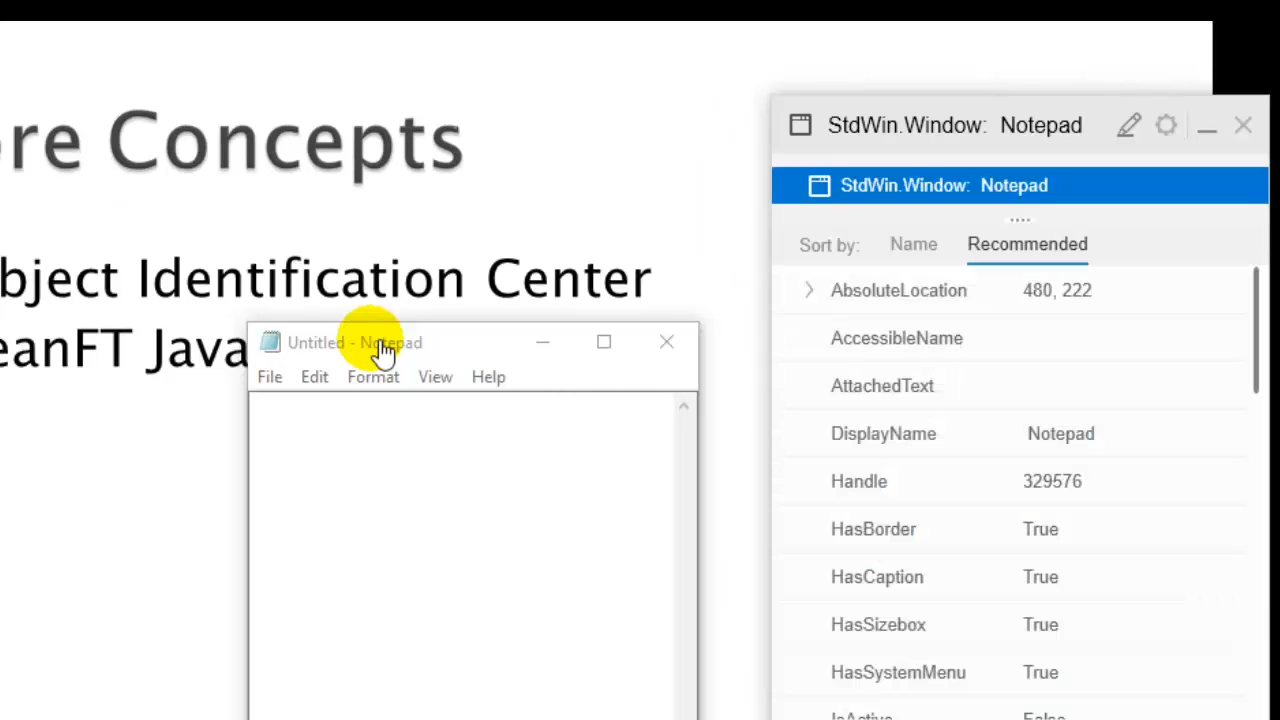 ore Concepts
bject Identification Center
eanFT Java
Untitled - Notepad
File Edit Format View Help
StdWin.Window: Notepad
StdWin.Window: Notepad
Sort by: Name Recommended
AbsoluteLocation 480, 222
AccessibleName
AttachedText
DisplayName Notepad
Handle 329576
HasBorder True
HasCaption True
HasSizebox True
HasSystemMenu True
IsActive False